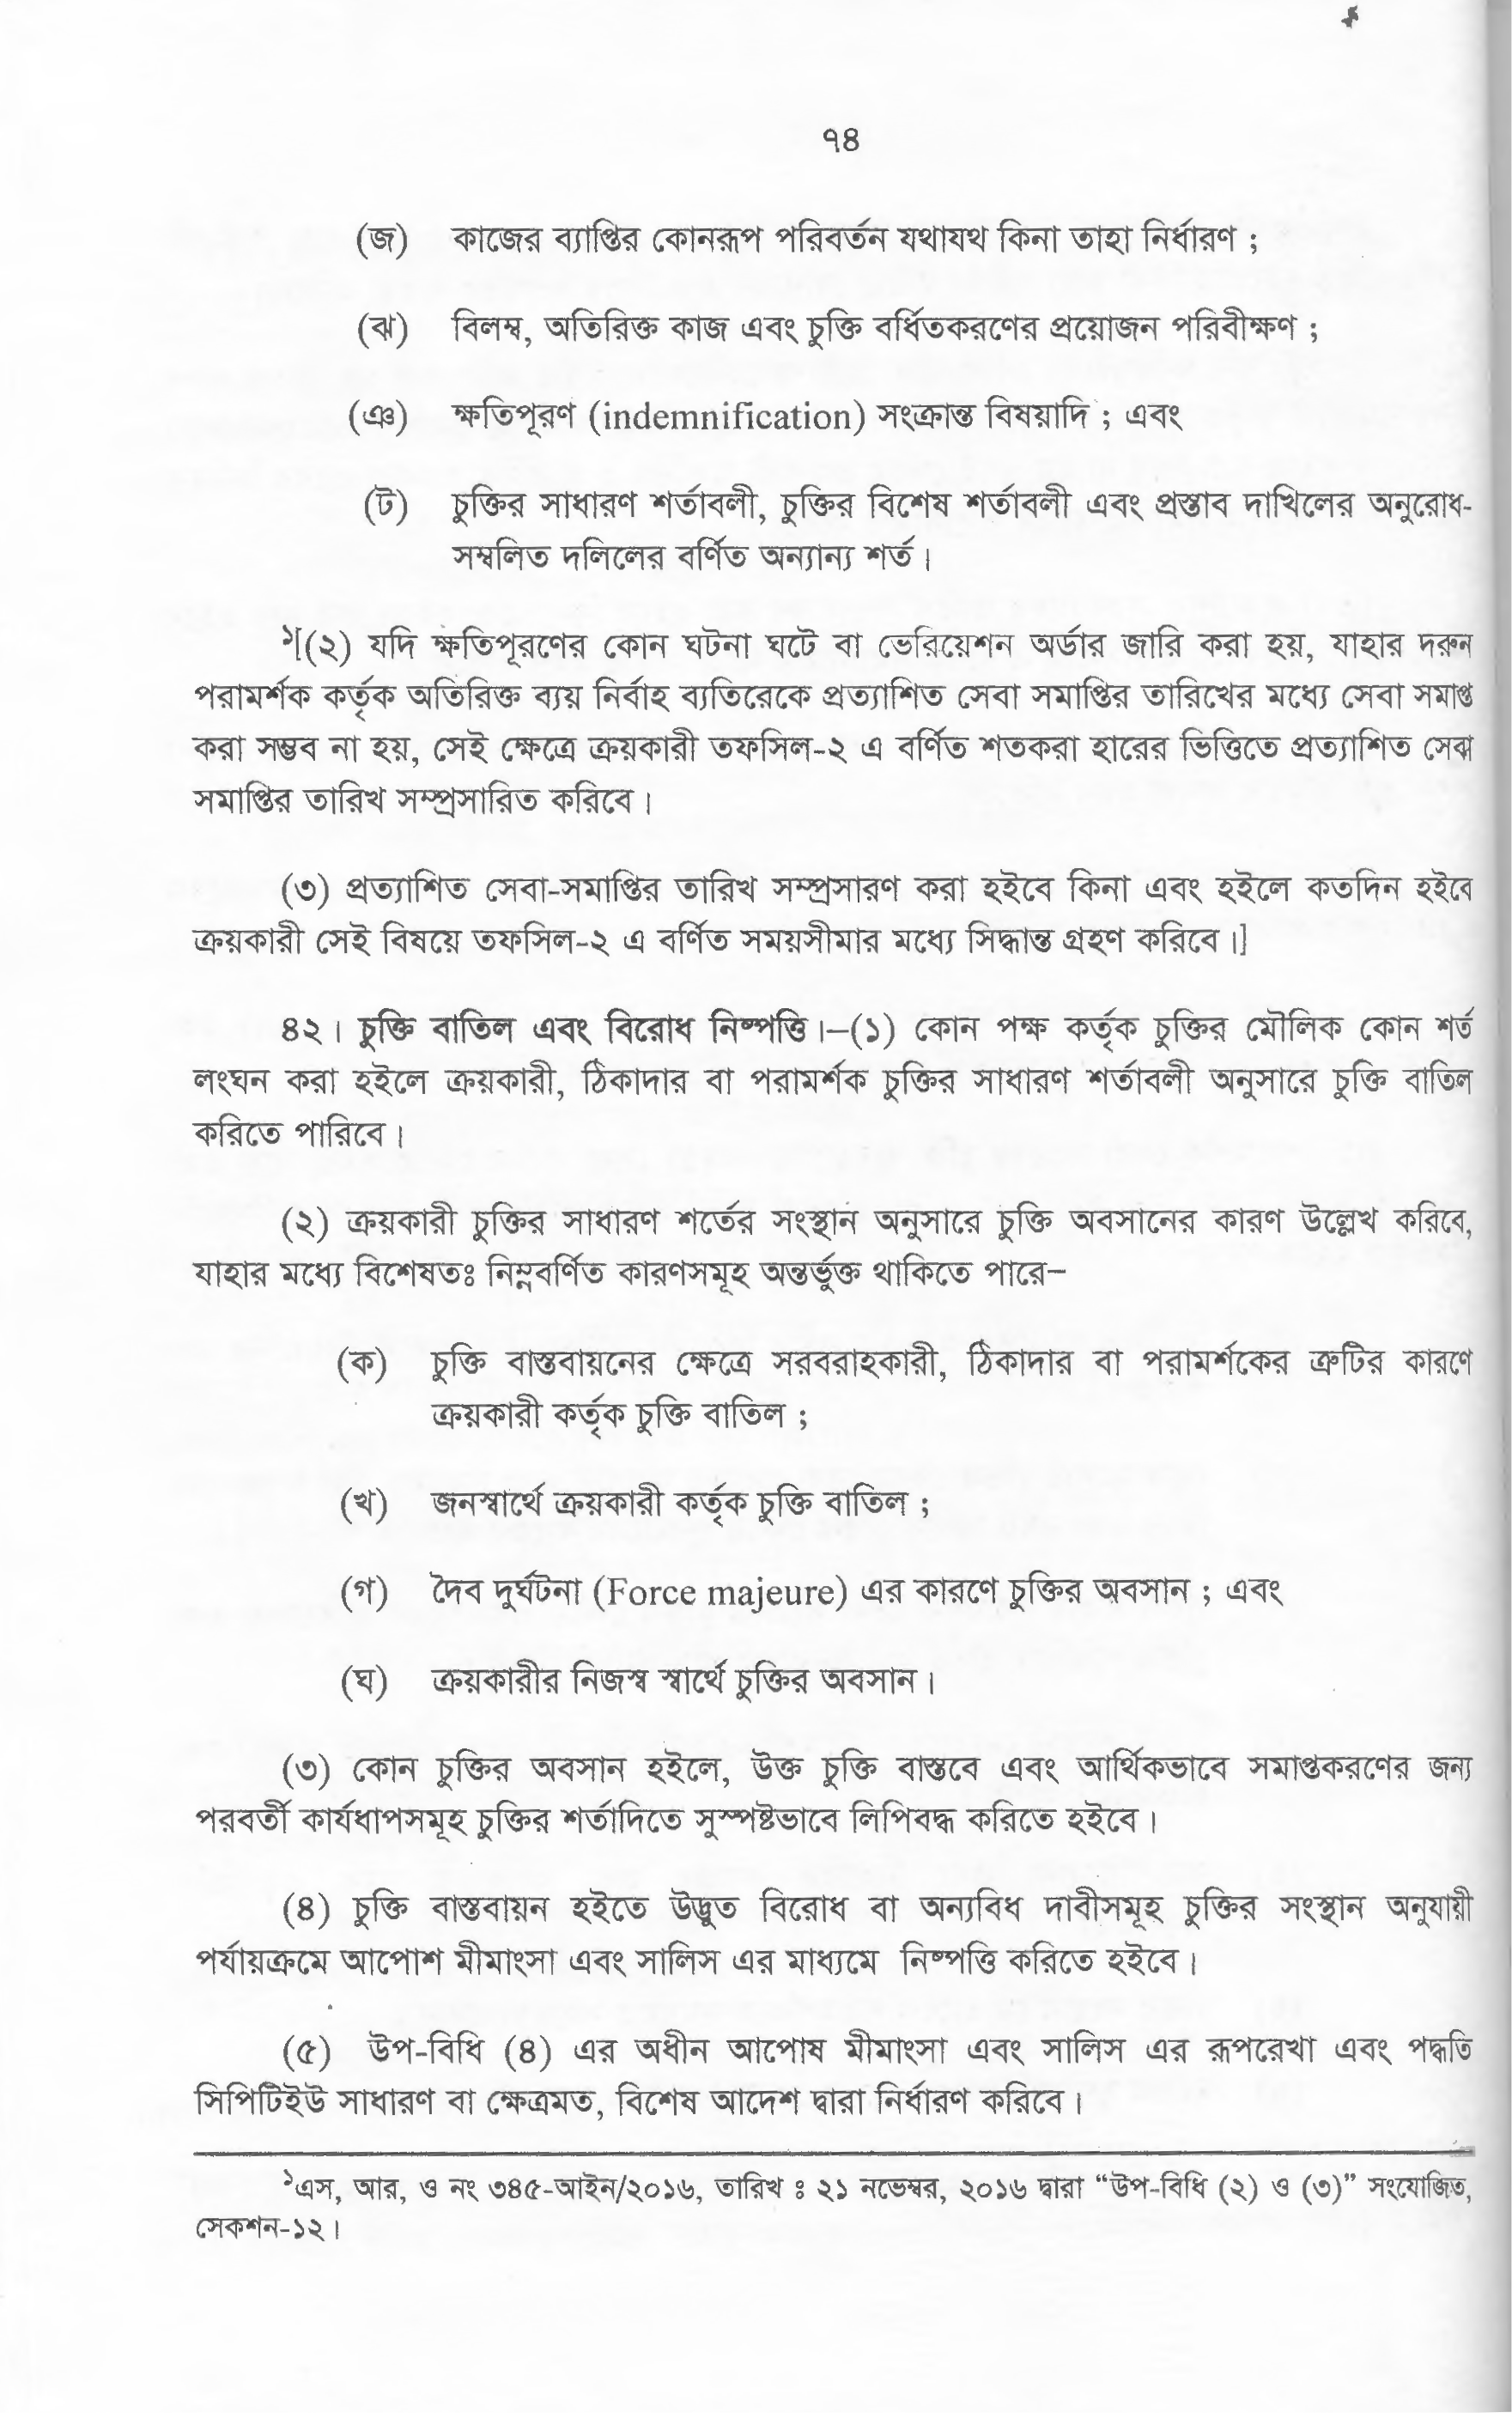 ৭৪
(জ) কাজের ব্যাপ্তির কোনরূপ পরিবর্তন যথাযথ কিনা তাহা নির্ধারণ ;
(ঝ) বিলম্ব, অতিরিক্ত কাজ এবং চুক্তি বর্ধিতকরণের প্রয়োজন পরিবীক্ষণ ;
(ঞ) ক্ষতিপূরণ (indemnification) সংক্রান্ত বিষয়াদি ; এবং
(ট) চুক্তির সাধারণ শর্তাবলী, চুক্তির বিশেষ শর্তাবলী এবং প্রস্তাব দাখিলের অনুরোধ-
সম্বলিত দলিলের বর্ণিত অন্যান্য শর্ত।
১[(২) যদি ক্ষতিপূরণের কোন ঘটনা ঘটে বা ভেরিয়েশন অর্ডার জারি করা হয়, যাহার দরুন
পরামর্শক কর্তৃক অতিরিক্ত ব্যয় নির্বাহ ব্যতিরেকে প্রত্যাশিত সেবা সমাপ্তির তারিখের মধ্যে সেবা সমাপ্ত
করা সম্ভব না হয়, সেই ক্ষেত্রে ক্রয়কারী তফসিল-২ এ বর্ণিত শতকরা হারের ভিত্তিতে প্রত্যাশিত সেবা
সমাপ্তির তারিখ সম্প্রসারিত করিবে।
(৩) প্রত্যাশিত সেবা-সমাপ্তির তারিখ সম্প্রসারণ করা হইবে কিনা এবং হইলে কতদিন হইবে
ক্রয়কারী সেই বিষয়ে তফসিল-২ এ বর্ণিত সময়সীমার মধ্যে সিদ্ধান্ত গ্রহণ করিবে।]
৪২। চুক্তি বাতিল এবং বিরোধ নিষ্পত্তি।–(১) কোন পক্ষ কর্তৃক চুক্তির মৌলিক কোন শর্ত
লংঘন করা হইলে ক্রয়কারী, ঠিকাদার বা পরামর্শক চুক্তির সাধারণ শর্তাবলী অনুসারে চুক্তি বাতিল
করিতে পারিবে।
(২) ক্রয়কারী চুক্তির সাধারণ শর্তের সংস্থান অনুসারে চুক্তি অবসানের কারণ উল্লেখ করিবে,
যাহার মধ্যে বিশেষতঃ নিম্নবর্ণিত কারণসমূহ অন্তর্ভুক্ত থাকিতে পারে–
(ক) চুক্তি বাস্তবায়নের ক্ষেত্রে সরবরাহকারী, ঠিকাদার বা পরামর্শকের ত্রুটির কারণে
ক্রয়কারী কর্তৃক চুক্তি বাতিল ;
(খ) জনস্বার্থে ক্রয়কারী কর্তৃক চুক্তি বাতিল ;
(গ) দৈব দুর্ঘটনা (Force majeure) এর কারণে চুক্তির অবসান ; এবং
(ঘ) ক্রয়কারীর নিজস্ব স্বার্থে চুক্তির অবসান।
(৩) কোন চুক্তির অবসান হইলে, উক্ত চুক্তি বাস্তবে এবং আর্থিকভাবে সমাপ্তকরণের জন্য
পরবর্তী কার্যধাপসমূহ চুক্তির শর্তাদিতে সুস্পষ্টভাবে লিপিবদ্ধ করিতে হইবে।
(৪) চুক্তি বাস্তবায়ন হইতে উদ্ভুত বিরোধ বা অন্যবিধ দাবীসমূহ চুক্তির সংস্থান অনুযায়ী
পর্যায়ক্রমে আপোশ মীমাংসা এবং সালিস এর মাধ্যমে নিষ্পত্তি করিতে হইবে।
(৫) উপ-বিধি (৪) এর অধীন আপোষ মীমাংসা এবং সালিস এর রূপরেখা এবং পদ্ধতি
সিপিটিইউ সাধারণ বা ক্ষেত্রমত, বিশেষ আদেশ দ্বারা নির্ধারণ করিবে।
১এস, আর, ও নং ৩৪৫-আইন/২০১৬, তারিখ ঃ ২১ নভেম্বর, ২০১৬ দ্বারা “উপ-বিধি (২) ও (৩)” সংযোজিত,
সেকশন-১২।